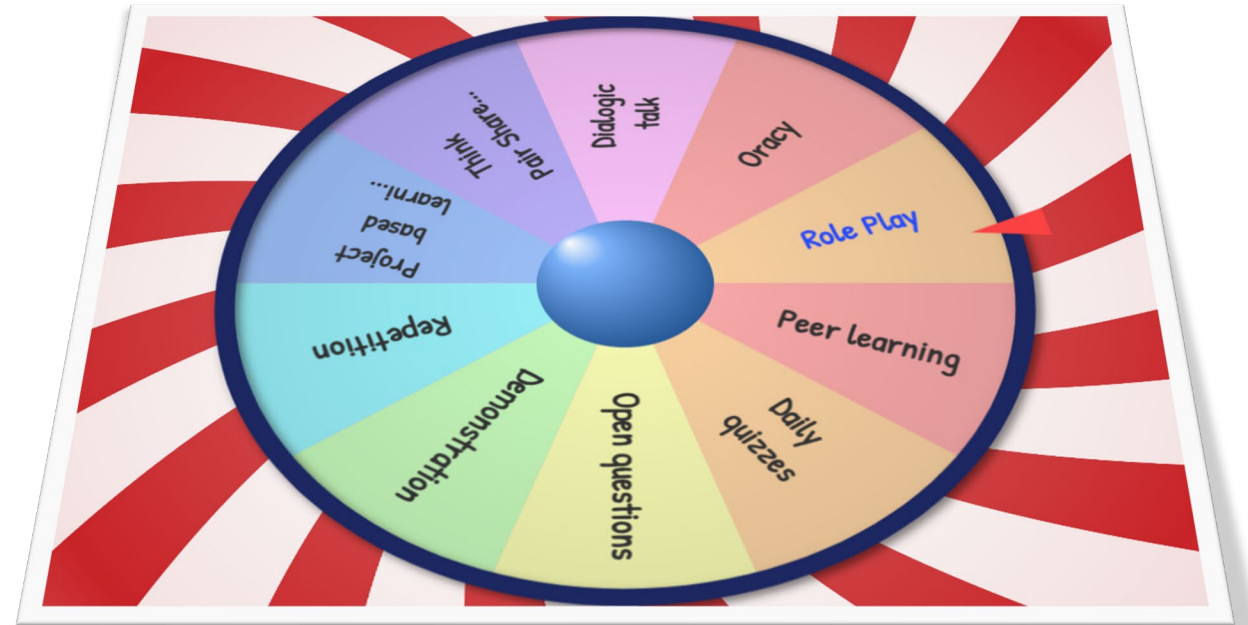 Dialogic
talk
Oracy
Role Play
Peer learning
Daily
quizzes
Open questions
Demonstration
Repetition
Project
based
learni...
Think
Pair Share...